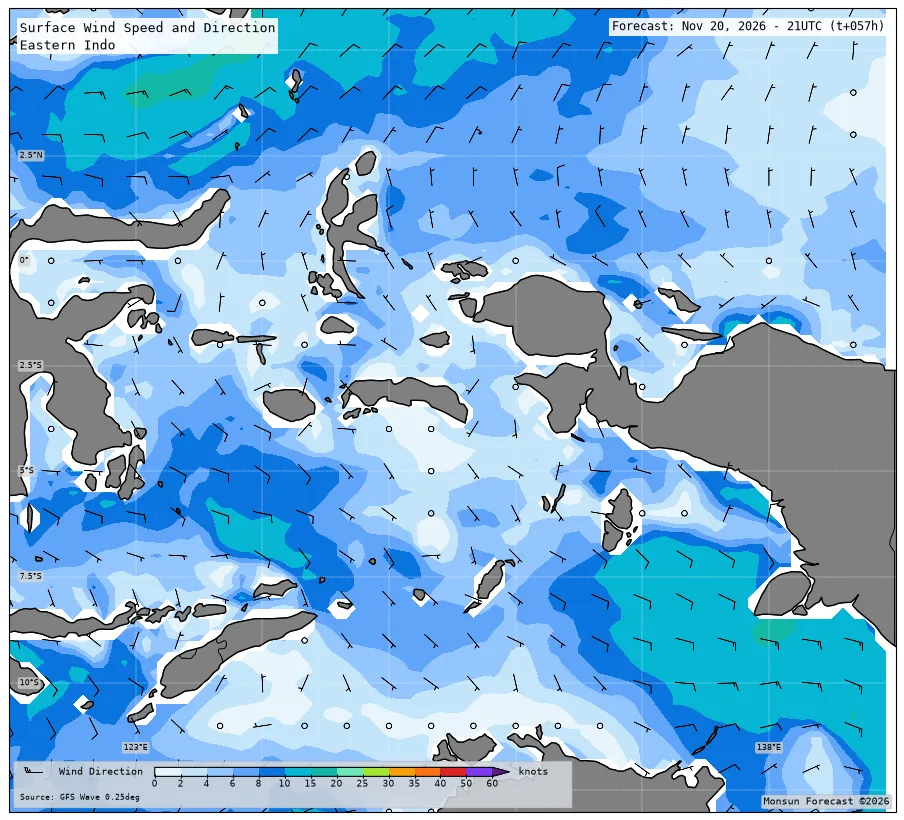 Surface Wind Speed and Direction
Eastern Indo
Forecast: Nov 20, 2026 - 21UTC (t+057h)
2.5°N
0°
2.5°S
5°S
7.5°S
10°S
123°E
138°E
Wind Direction
0 2 4 6 8 10 15 20 25 30 35 40 50 60
knots
Source: GFS Wave 0.25deg
Monsun Forecast ©2026